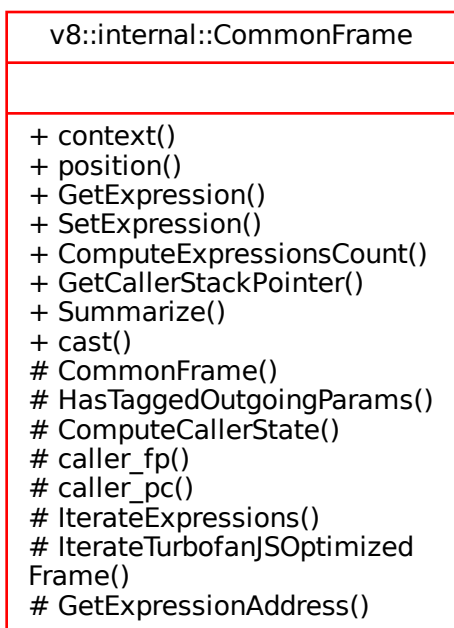 v8::internal::CommonFrame
+ context()
+ position()
+ GetExpression()
+ SetExpression()
+ ComputeExpressionsCount()
+ GetCallerStackPointer()
+ Summarize()
+ cast()
# CommonFrame()
# HasTaggedOutgoingParams()
# ComputeCallerState()
# caller_fp()
# caller_pc()
# IterateExpressions()
# IterateTurbofanJSOptimized
Frame()
# GetExpressionAddress()